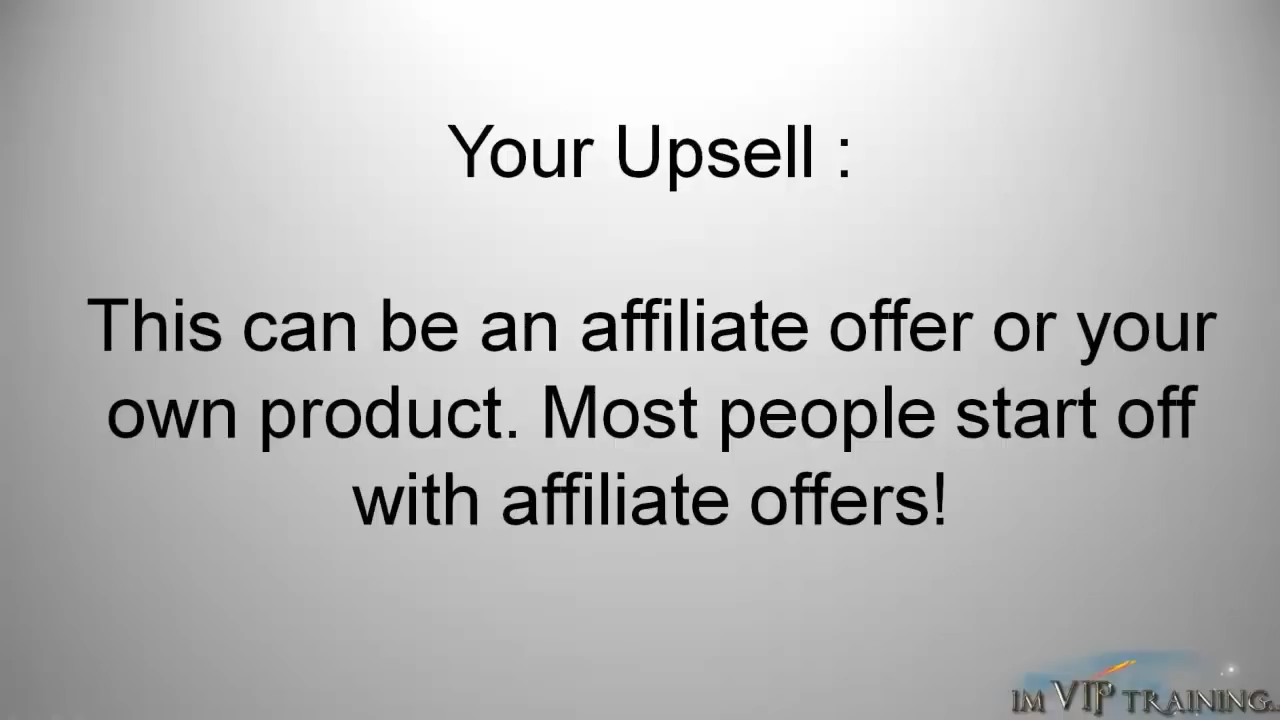 Your Upsell :
This can be an affiliate offer or your
own product. Most people start off
with affiliate offers!
IM VIP TRAINING..